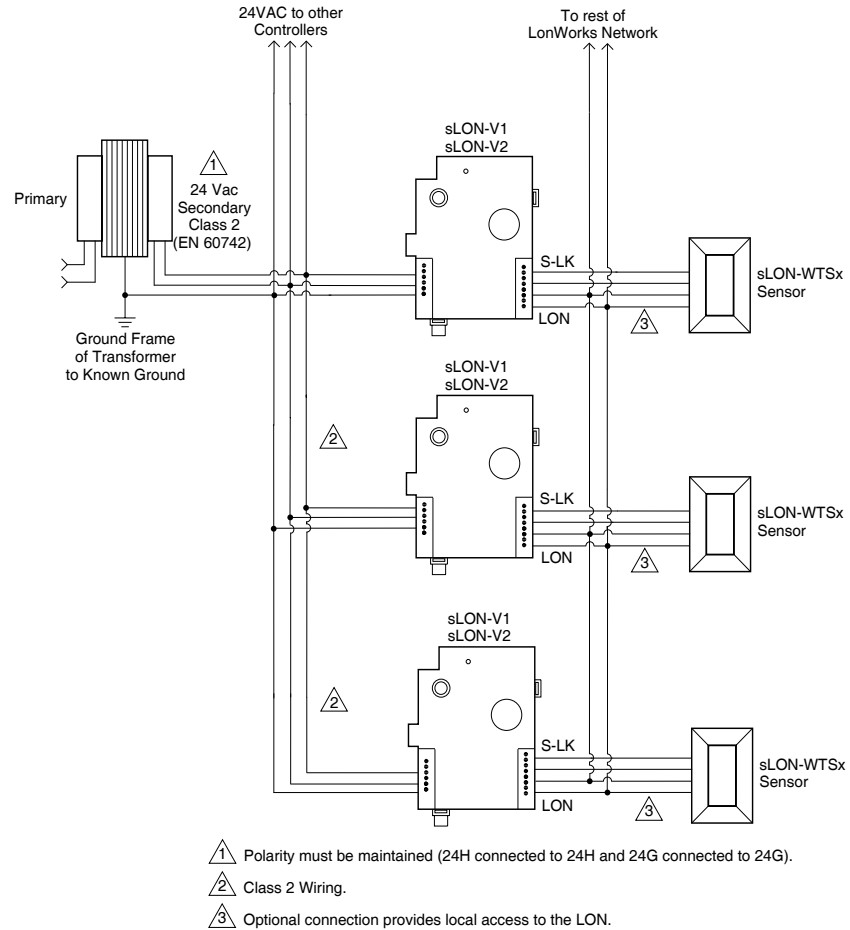 24VAC to other
Controllers
To rest of
LonWorks Network
sLON-V1
sLON-V2
1
24 Vac
Secondary
Class 2
(EN 60742)
Primary
S-LK
sLON-WTSx
Sensor
LON
3
Ground Frame
of Transformer
to Known Ground
sLON-V1
sLON-V2
2
S-LK
sLON-WTSx
Sensor
LON
3
sLON-V1
sLON-V2
2
S-LK
sLON-WTSx
Sensor
LON
3
1 Polarity must be maintained (24H connected to 24H and 24G connected to 24G).
2 Class 2 Wiring.
3 Optional connection provides local access to the LON.